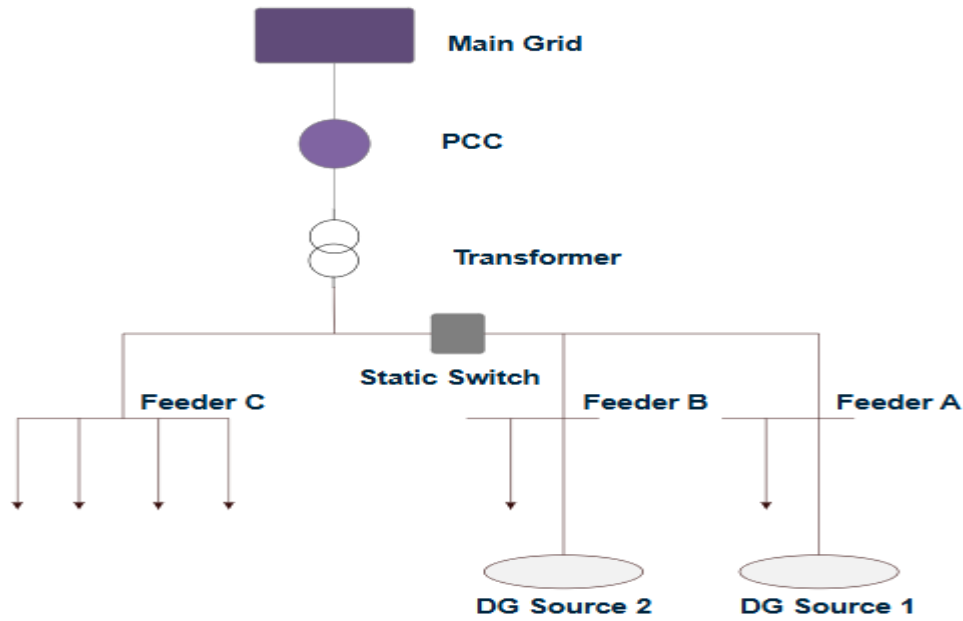 Main Grid
PCC
Transformer
Static Switch
Feeder C
Feeder B
Feeder A
DG Source 2
DG Source 1